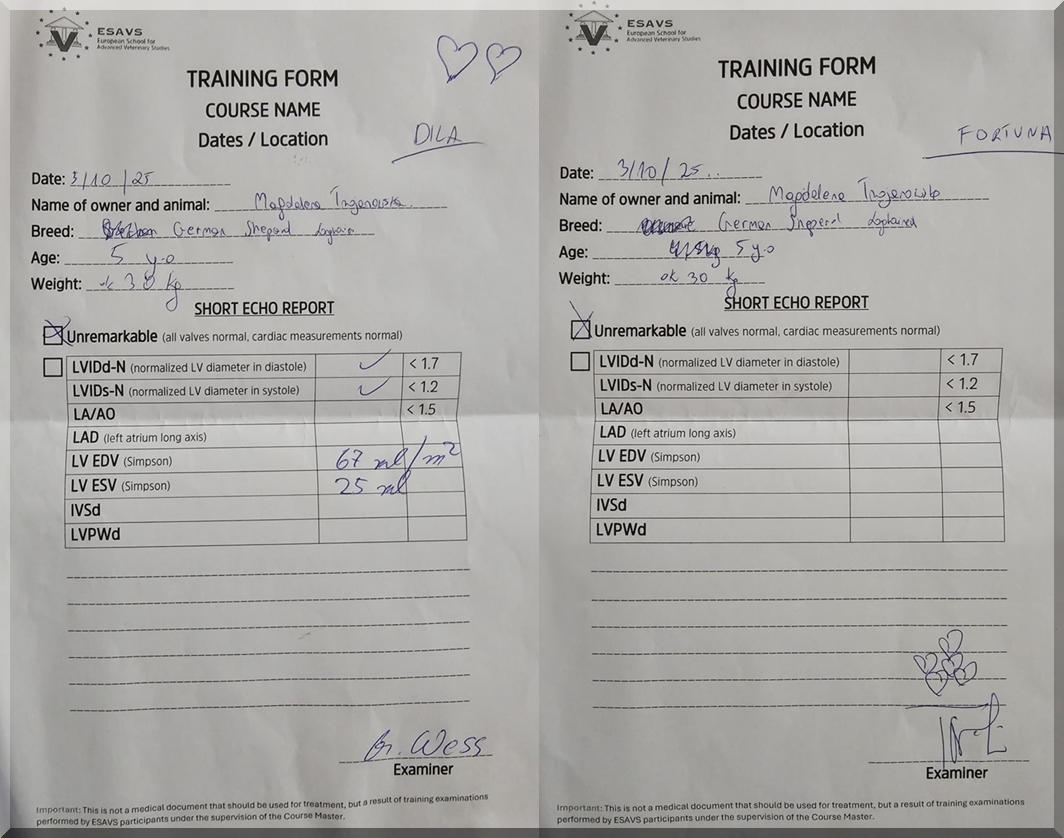 ESAVS
European School for
Advanced Veterinary Studies
TRAINING FORM
COURSE NAME
Dates / Location
DILA
Date: 3/10/25
Name of owner and animal: Magdalena
Breed: German Sheperd
Age: 5 y.o
Weight: ok 30 kg
SHORT ECHO REPORT
Unremarkable (all valves normal, cardiac measurements normal)
LVIDd-N (normalized LV diameter in diastole) ✓ < 1.7
LVIDs-N (normalized LV diameter in systole) ✓ < 1.2
LA/AO < 1.5
LAD (left atrium long axis)
LV EDV (Simpson) 67 ml/m²
LV ESV (Simpson) 25 ml
IVSd
LVPWd
G. Wess
Examiner
Important: This is not a medical document that should be used for treatment, but a result of training examinations
performed by ESAVS participants under the supervision of the Course Master.
ESAVS
European School for
Advanced Veterinary Studies
TRAINING FORM
COURSE NAME
Dates / Location
FORTUNA
Date: 3/10/25
Name of owner and animal: Magdalena
Breed: German Sheperd
Age: 5 y.o
Weight: ok 30 kg
SHORT ECHO REPORT
Unremarkable (all valves normal, cardiac measurements normal)
LVIDd-N (normalized LV diameter in diastole) < 1.7
LVIDs-N (normalized LV diameter in systole) < 1.2
LA/AO < 1.5
LAD (left atrium long axis)
LV EDV (Simpson)
LV ESV (Simpson)
IVSd
LVPWd
Examiner
Important: This is not a medical document that should be used for treatment, but a result of training examinations
performed by ESAVS participants under the supervision of the Course Master.